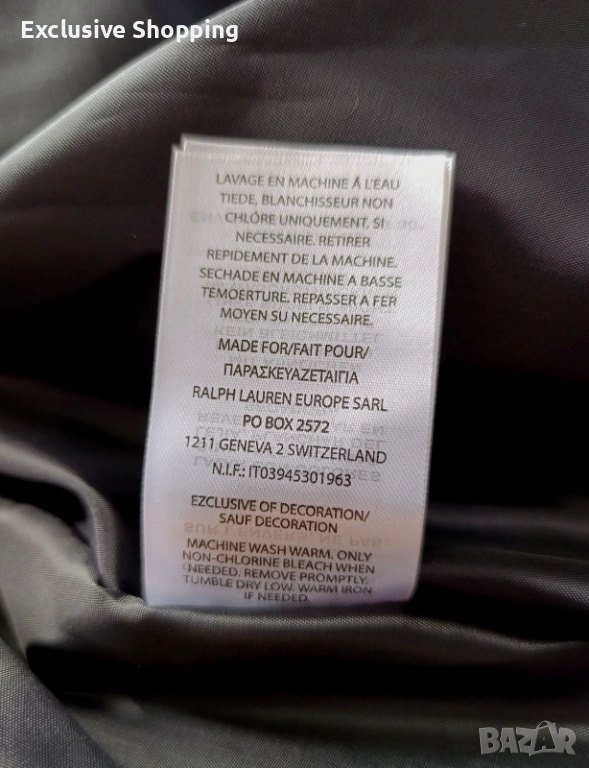 Exclusive Shopping
LAVAGE EN MACHINE Á L'EAU
TIEDE, BLANCHISSEUR NON
CHLÓRE UNIQUEMENT, SI
NECESSAIRE. RETIRER
REPIDEMENT DE LA MACHINE.
SECHADE EN MACHINE A BASSE
TEMOERTURE. REPASSER A FER
MOYEN SU NECESSAIRE.
MADE FOR/FAIT POUR/
ΠΑΡΑΣΚΕΥΑΖΕΤΑΙΓΙΑ
RALPH LAUREN EUROPE SARL
PO BOX 2572
1211 GENEVA 2 SWITZERLAND
N.I.F.: IT03945301963
EZCLUSIVE OF DECORATION/
SAUF DECORATION
MACHINE WASH WARM. ONLY
NON-CHLORINE BLEACH WHEN
NEEDED. REMOVE PROMPTLY.
TUMBLE DRY LOW. WARM IRON
IF NEEDED.
BAZAR